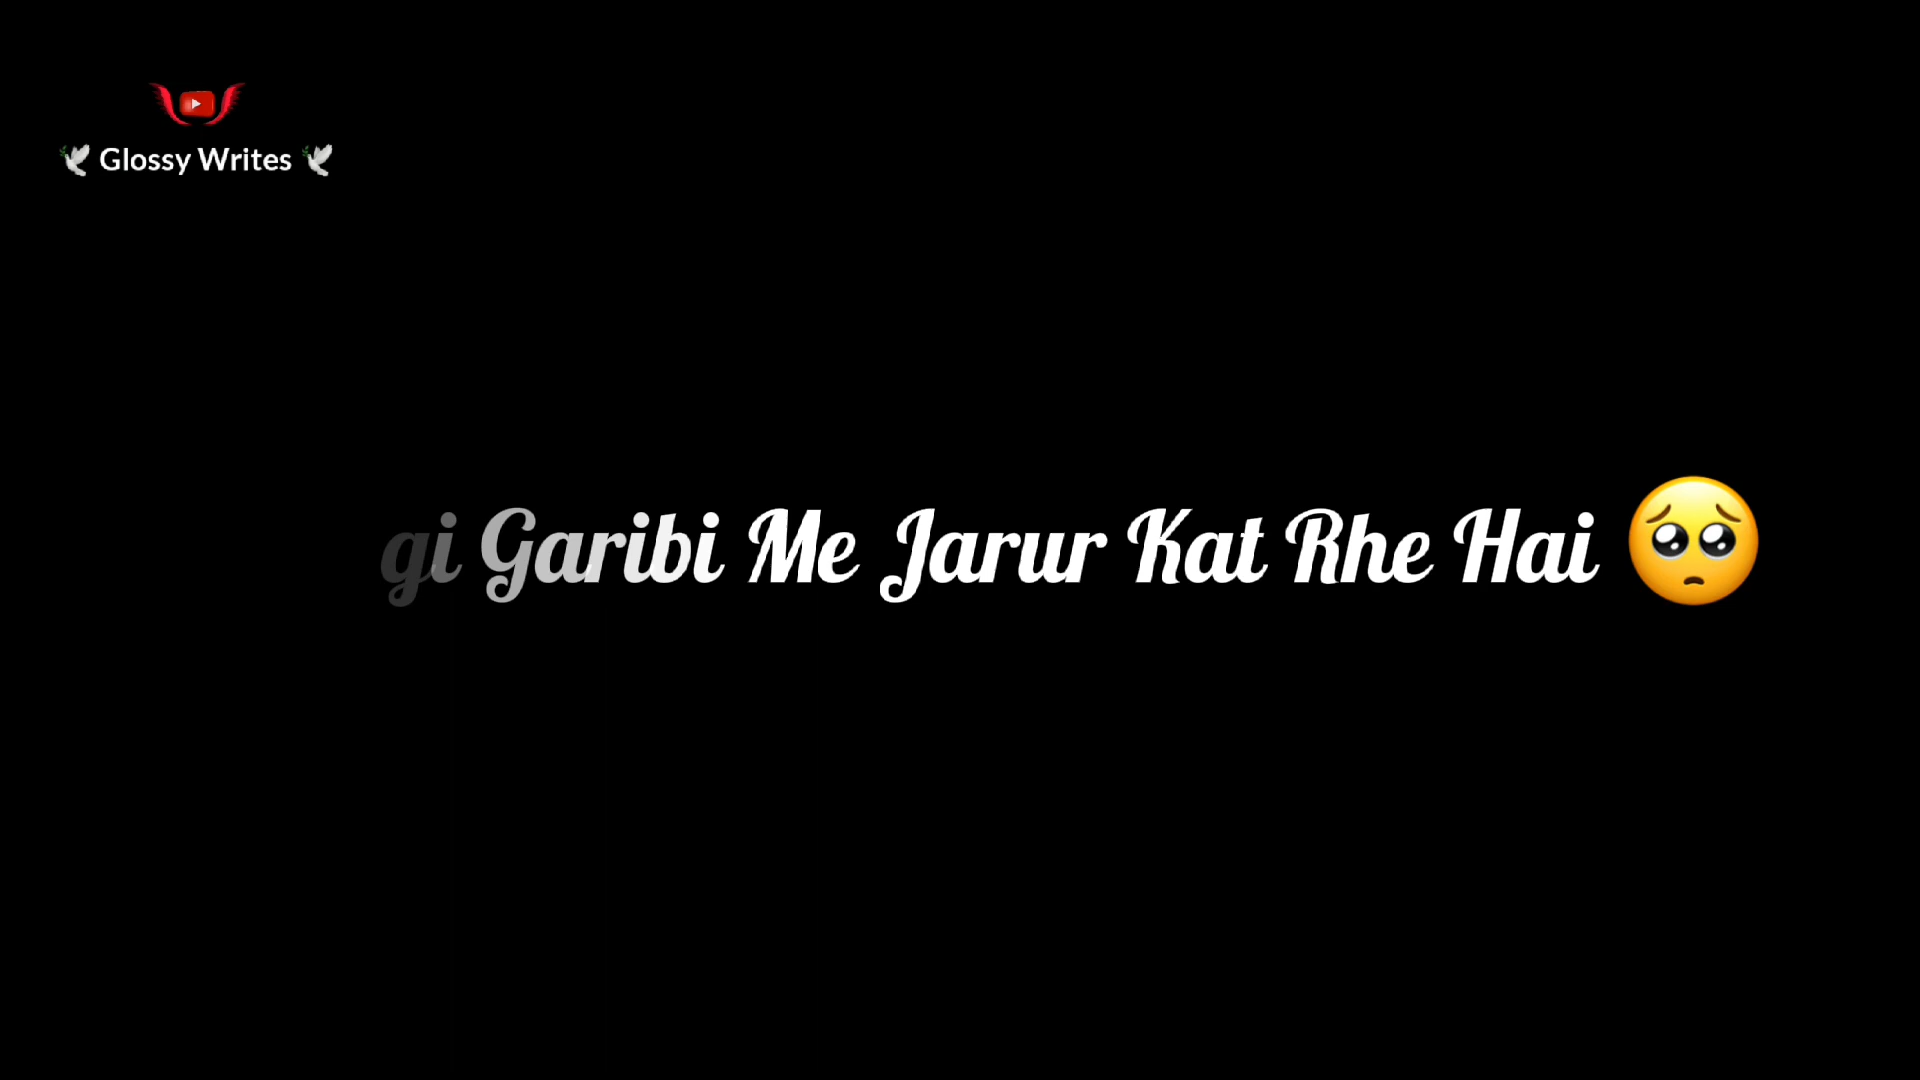 🕊 Glossy Writes 🕊
gi Garibi Me Jarur Kat Rhe Hai 🥺